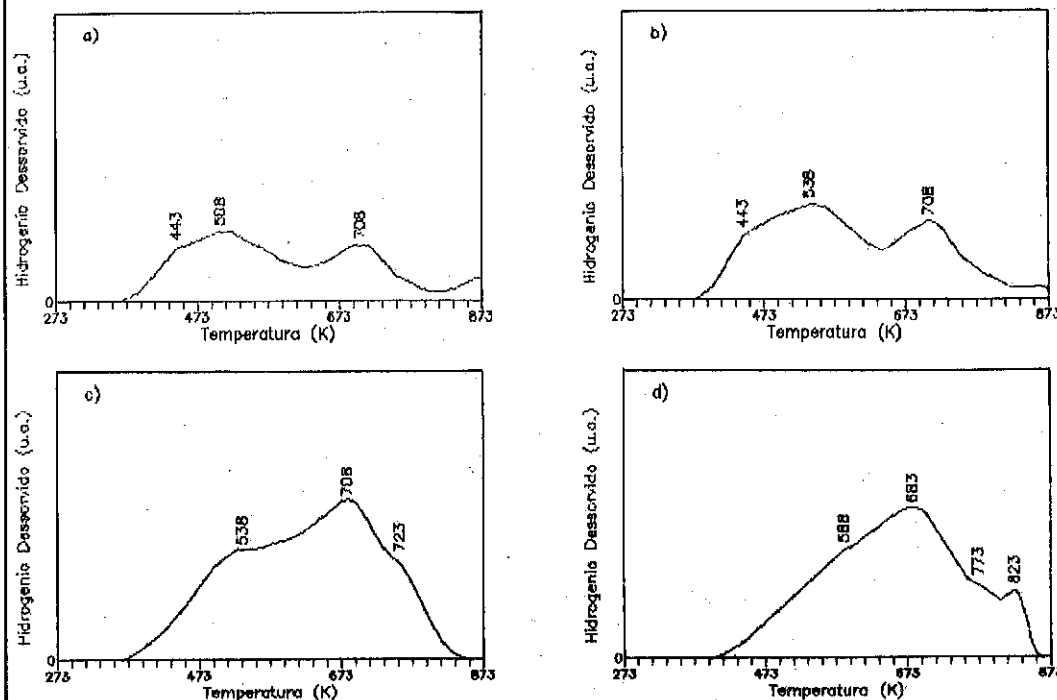 a)
Hidrogenio Dessorvido (u.a.)
443
508
708
0
273
473
673
873
Temperatura (K)
b)
Hidrogenio Dessorvido (u.a.)
443
538
708
0
273
473
673
873
Temperatura (K)
c)
Hidrogenio Dessorvido (u.a.)
538
708
723
0
273
473
673
873
Temperatura (K)
d)
Hidrogenio Dessorvido (u.a.)
588
683
773
823
0
273
473
673
873
Temperatura (K)